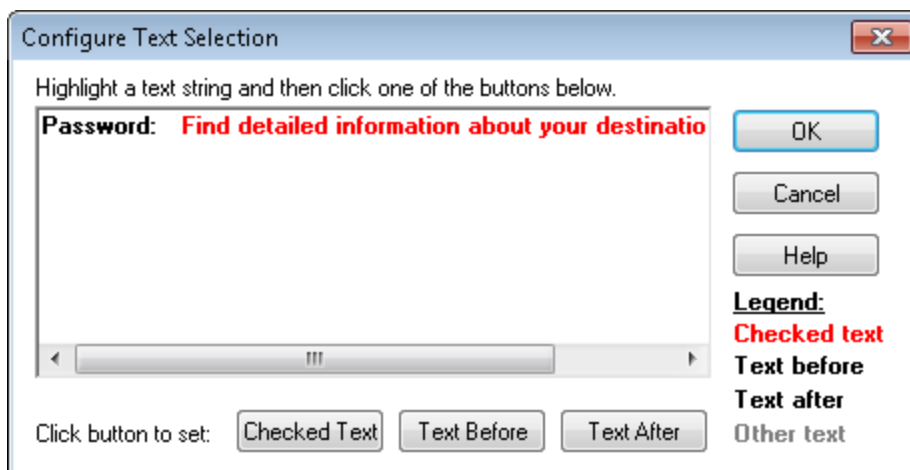 Configure Text Selection
Highlight a text string and then click one of the buttons below.
Password: Find detailed information about your destinatio
OK
Cancel
Help
Legend:
Checked text
Text before
Text after
Other text
Click button to set: Checked Text Text Before Text After